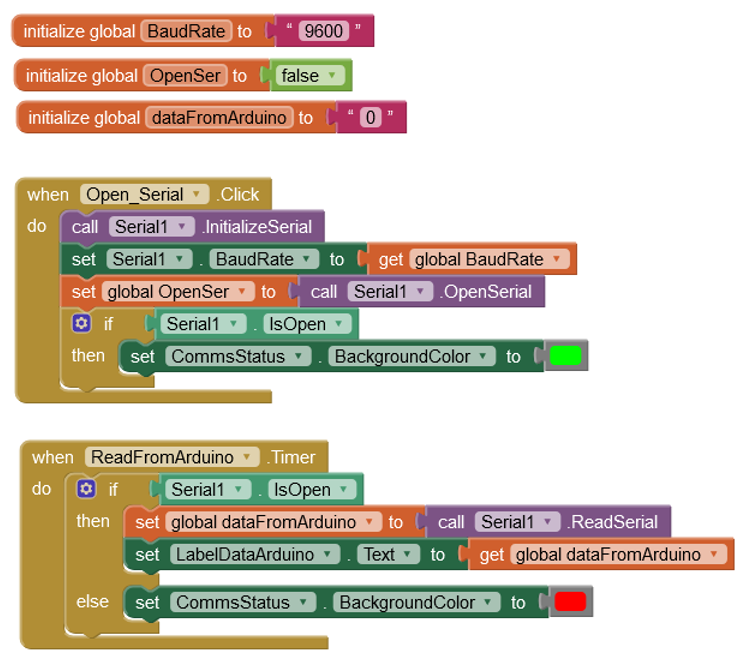 initialize global BaudRate to “ 9600 ”
initialize global OpenSer to false
initialize global dataFromArduino to “ 0 ”
when Open_Serial .Click
do call Serial1 .InitializeSerial
set Serial1 . BaudRate to get global BaudRate
set global OpenSer to call Serial1 .OpenSerial
if Serial1 . IsOpen
then set CommsStatus . BackgroundColor to
when ReadFromArduino .Timer
do if Serial1 . IsOpen
then set global dataFromArduino to call Serial1 .ReadSerial
set LabelDataArduino . Text to get global dataFromArduino
else set CommsStatus . BackgroundColor to